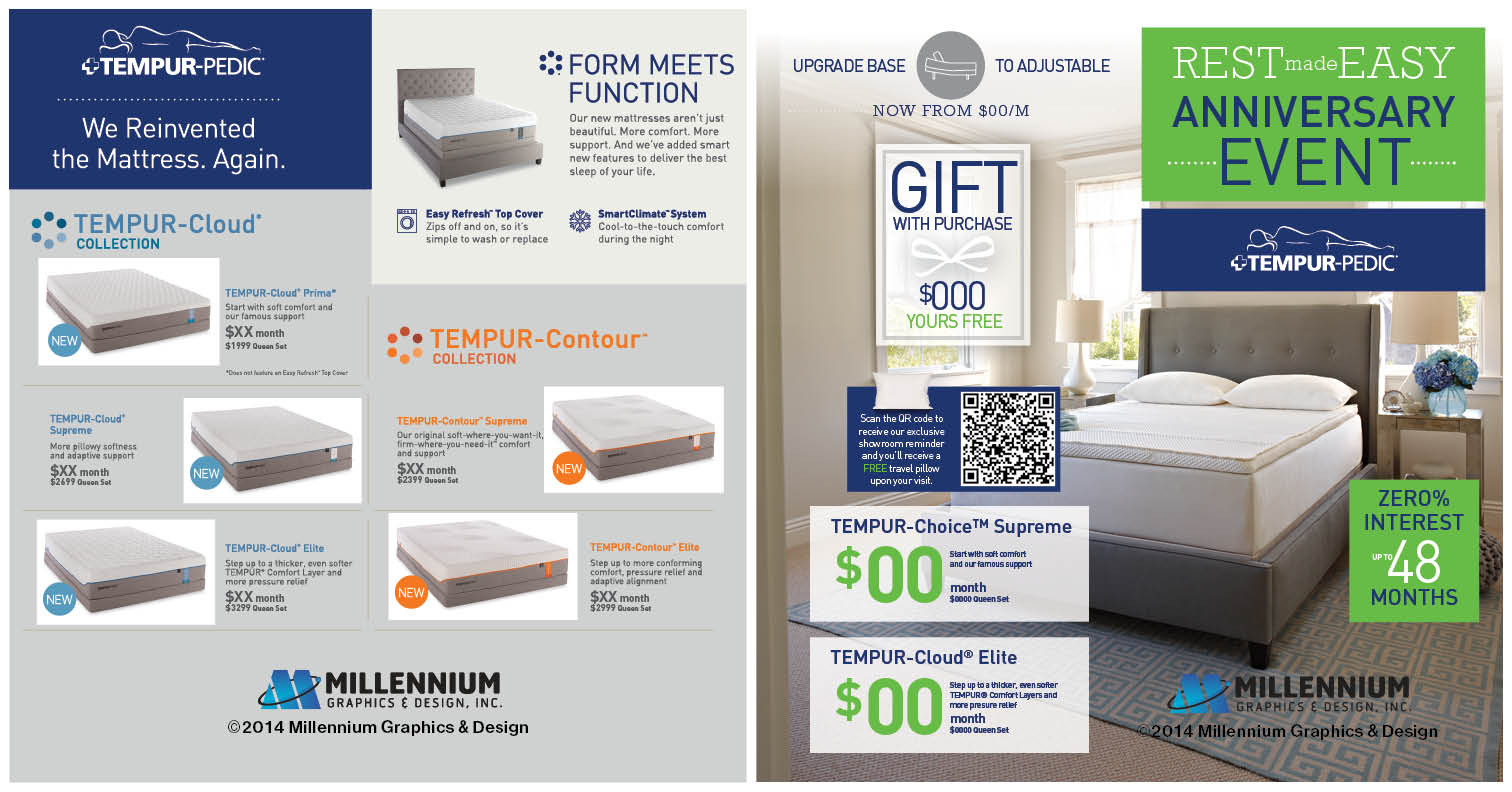 TEMPUR-PEDIC®
We Reinvented
the Mattress. Again.
FORM MEETS
FUNCTION
Our new mattresses aren't just
beautiful. More comfort. More
support. And we've added smart
new features to deliver the best
sleep of your life.
Easy Refresh™ Top Cover
Zips off and on, so it's
simple to wash or replace
SmartClimate™ System
Cool-to-the-touch comfort
during the night
TEMPUR-Cloud®
COLLECTION
TEMPUR-Cloud® Prima*
Start with soft comfort and
our famous support
$XX month
$1999 Queen Set
NEW
*Does not feature an Easy Refresh™ Top Cover
TEMPUR-Cloud®
Supreme
More pillowy softness
and adaptive support
$XX month
$2699 Queen Set
NEW
TEMPUR-Cloud® Elite
Step up to a thicker, even softer
TEMPUR® Comfort Layer and
more pressure relief
$XX month
$3299 Queen Set
NEW
TEMPUR-Contour™
COLLECTION
TEMPUR-Contour™ Supreme
Our original soft-where-you-want-it,
firm-where-you-need-it™ comfort
and support
$XX month
$2399 Queen Set
NEW
TEMPUR-Contour™ Elite
Step up to more conforming
comfort, pressure relief and
adaptive alignment
$XX month
$2999 Queen Set
NEW
MILLENNIUM
GRAPHICS & DESIGN, INC.
©2014 Millennium Graphics & Design
UPGRADE BASE TO ADJUSTABLE
NOW FROM $00/M
REST made EASY
ANNIVERSARY
EVENT
TEMPUR-PEDIC®
GIFT
WITH PURCHASE
$000
YOURS FREE
Scan the QR code to
receive our exclusive
showroom reminder
and you'll receive a
FREE travel pillow
upon your visit.
TEMPUR-Choice™ Supreme
$00
Start with soft comfort
and our famous support
month
$0000 Queen Set
TEMPUR-Cloud® Elite
$00
Step up to a thicker, even softer
TEMPUR® Comfort Layers and
more presure relief
month
$0000 Queen Set
ZERO%
INTEREST
UP TO 48
MONTHS
MILLENNIUM
GRAPHICS & DESIGN, INC.
©2014 Millennium Graphics & Design